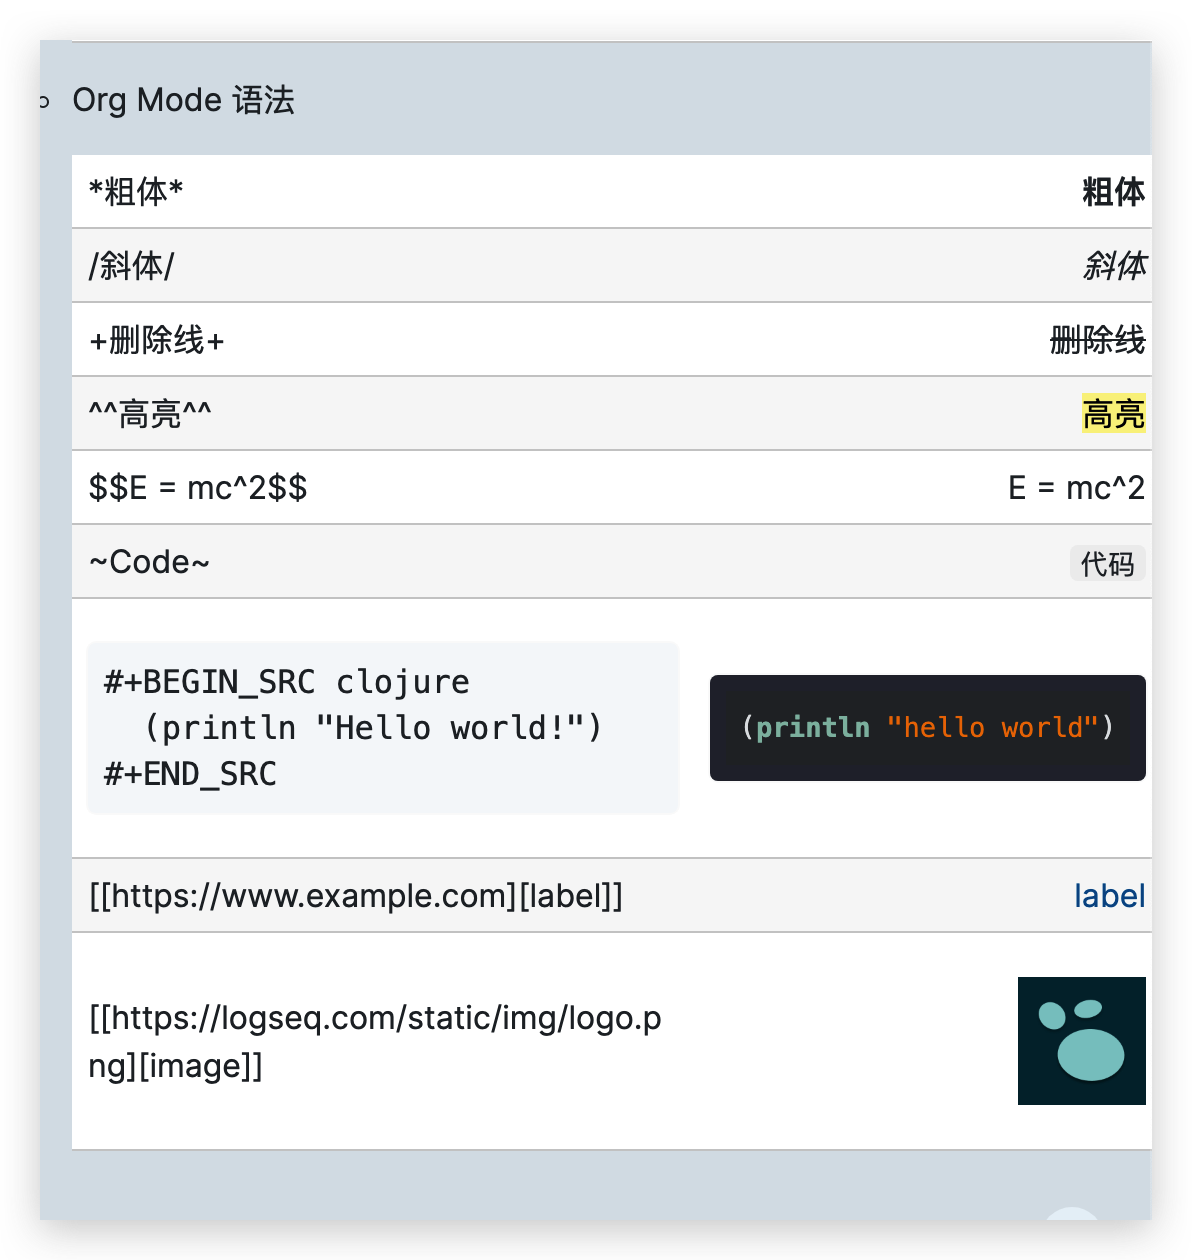 Org Mode 语法
*粗体* 粗体
/斜体/ 斜体
+删除线+ 删除线
^^高亮^^ 高亮
$$E = mc^2$$ E = mc^2
~Code~ 代码
#+BEGIN_SRC clojure
(println "Hello world!")
#+END_SRC
(println "hello world")
[[https://www.example.com][label]] label
[[https://logseq.com/static/img/logo.p
ng][image]]